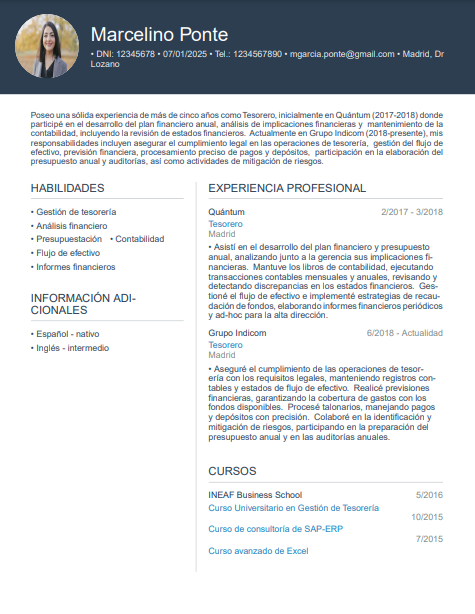 Marcelino Ponte
• DNI: 12345678 • 07/01/2025 • Tel.: 1234567890 • mgarcia.ponte@gmail.com • Madrid, Dr
Lozano
Poseo una sólida experiencia de más de cinco años como Tesorero, inicialmente en Quántum (2017-2018) donde
participé en el desarrollo del plan financiero anual, análisis de implicaciones financieras y mantenimiento de la
contabilidad, incluyendo la revisión de estados financieros. Actualmente en Grupo Indicom (2018-presente), mis
responsabilidades incluyen asegurar el cumplimiento legal en las operaciones de tesorería, gestión del flujo de
efectivo, previsión financiera, procesamiento preciso de pagos y depósitos, participación en la elaboración del
presupuesto anual y auditorías, así como actividades de mitigación de riesgos.
HABILIDADES
• Gestión de tesorería
• Análisis financiero
• Presupuestación • Contabilidad
• Flujo de efectivo
• Informes financieros
INFORMACIÓN ADI-
CIONALES
• Español - nativo
• Inglés - intermedio
EXPERIENCIA PROFESIONAL
Quántum 2/2017 - 3/2018
Tesorero
Madrid
• Asistí en el desarrollo del plan financiero y presupuesto
anual, analizando junto a la gerencia sus implicaciones fi-
nancieras. Mantuve los libros de contabilidad, ejecutando
transacciones contables mensuales y anuales, revisando y
detectando discrepancias en los estados financieros. Ges-
tioné el flujo de efectivo e implementé estrategias de recau-
dación de fondos, elaborando informes financieros periódicos
y ad-hoc para la alta dirección.
Grupo Indicom 6/2018 - Actualidad
Tesorero
Madrid
• Aseguré el cumplimiento de las operaciones de tesor-
ería con los requisitos legales, manteniendo registros con-
tables y estados de flujo de efectivo. Realicé previsiones
financieras, garantizando la cobertura de gastos con los
fondos disponibles. Procesé talonarios, manejando pagos
y depósitos con precisión. Colaboré en la identificación y
mitigación de riesgos, participando en la preparación del
presupuesto anual y en las auditorías anuales.
CURSOS
INEAF Business School 5/2016
Curso Universitario en Gestión de Tesorería
10/2015
Curso de consultoría de SAP-ERP
7/2015
Curso avanzado de Excel